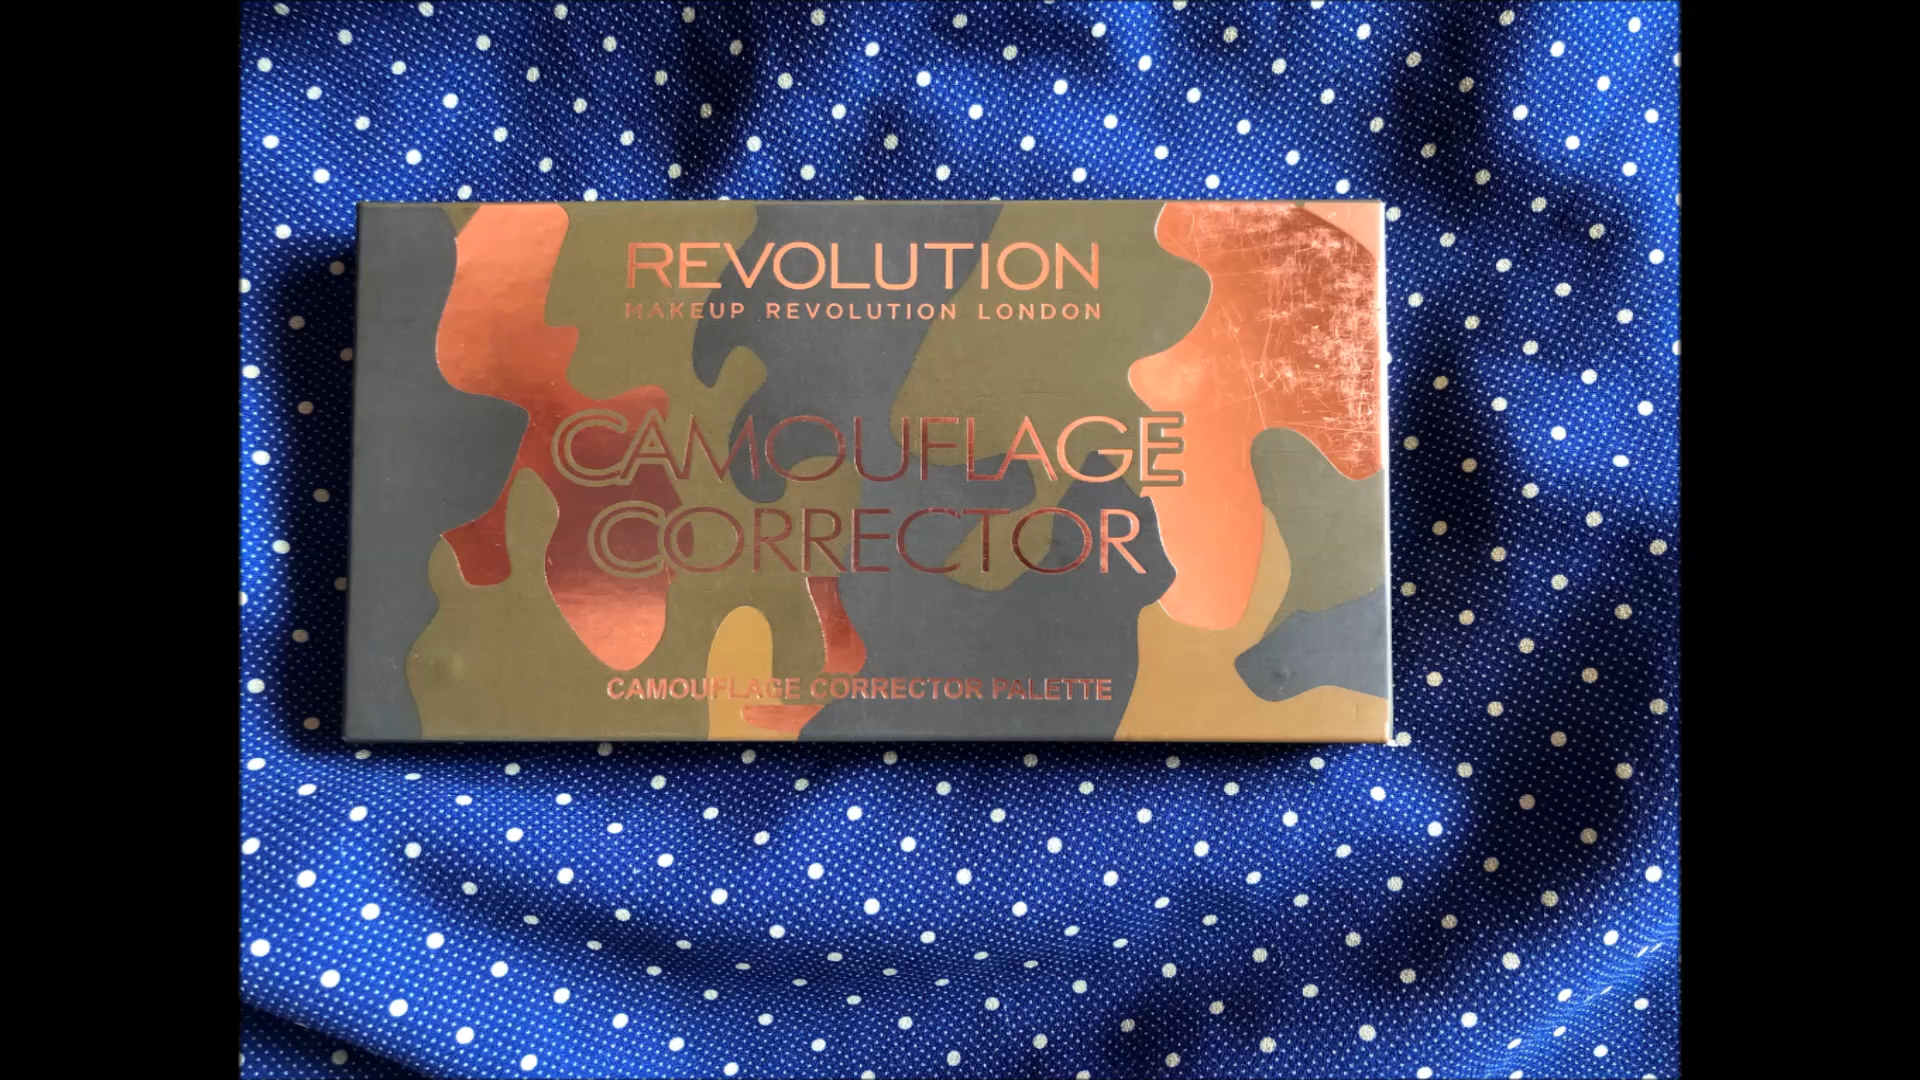 REVOLUTION
MAKEUP REVOLUTION LONDON
CAMOUFLAGE
CORRECTOR
CAMOUFLAGE CORRECTOR PALETTE